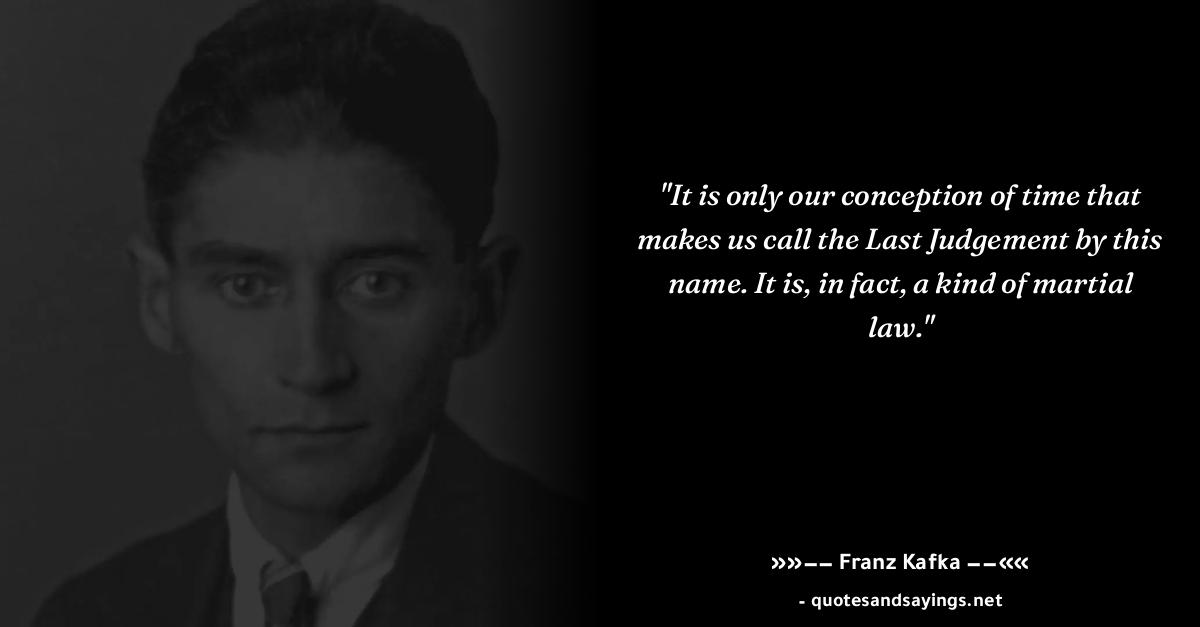 "It is only our conception of time that
makes us call the Last Judgement by this
name. It is, in fact, a kind of martial
law."
»»−− Franz Kafka −−««
- quotesandsayings.net